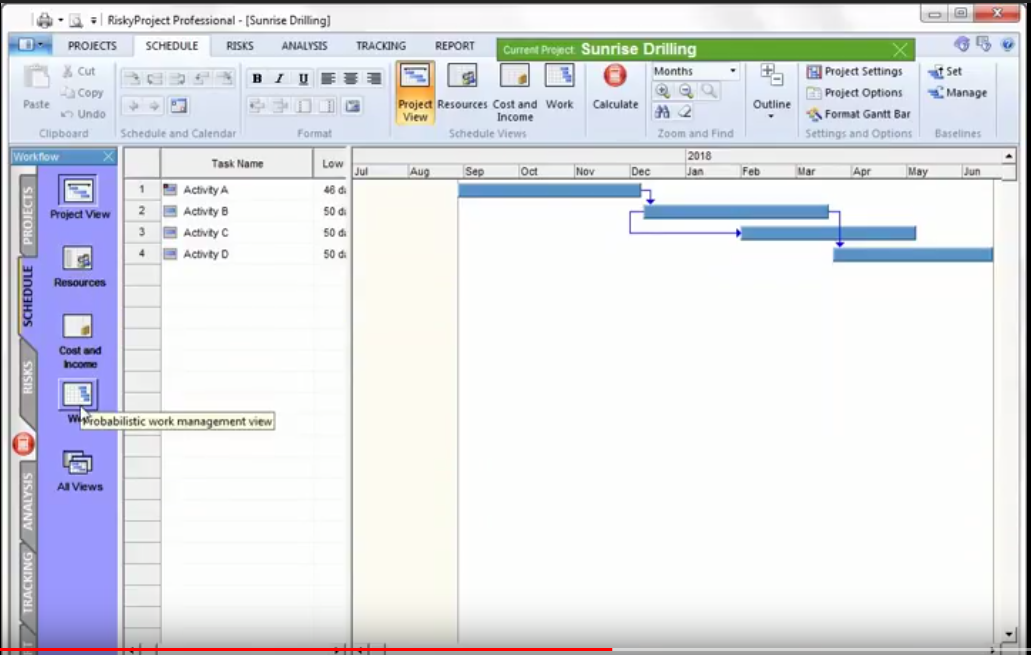 RiskyProject Professional - [Sunrise Drilling]
PROJECTS SCHEDULE RISKS ANALYSIS TRACKING REPORT Current Project: Sunrise Drilling
Paste Cut Copy Undo
Clipboard
Schedule and Calendar
B I U
Format
Project View Resources Cost and Income Work
Schedule Views
Calculate
Months
Zoom and Find
Outline
Project Settings
Project Options
Format Gantt Bar
Settings and Options
Set
Manage
Baselines
Workflow
PROJECTS
SCHEDULE
RISKS
ANALYSIS
TRACKING
Project View
Resources
Cost and
Income
Probabilistic work management view
All Views
Task Name Low
2018
Jul Aug Sep Oct Nov Dec Jan Feb Mar Apr May Jun
1 Activity A 46 d
2 Activity B 50 d
3 Activity C 50 d
4 Activity D 50 d